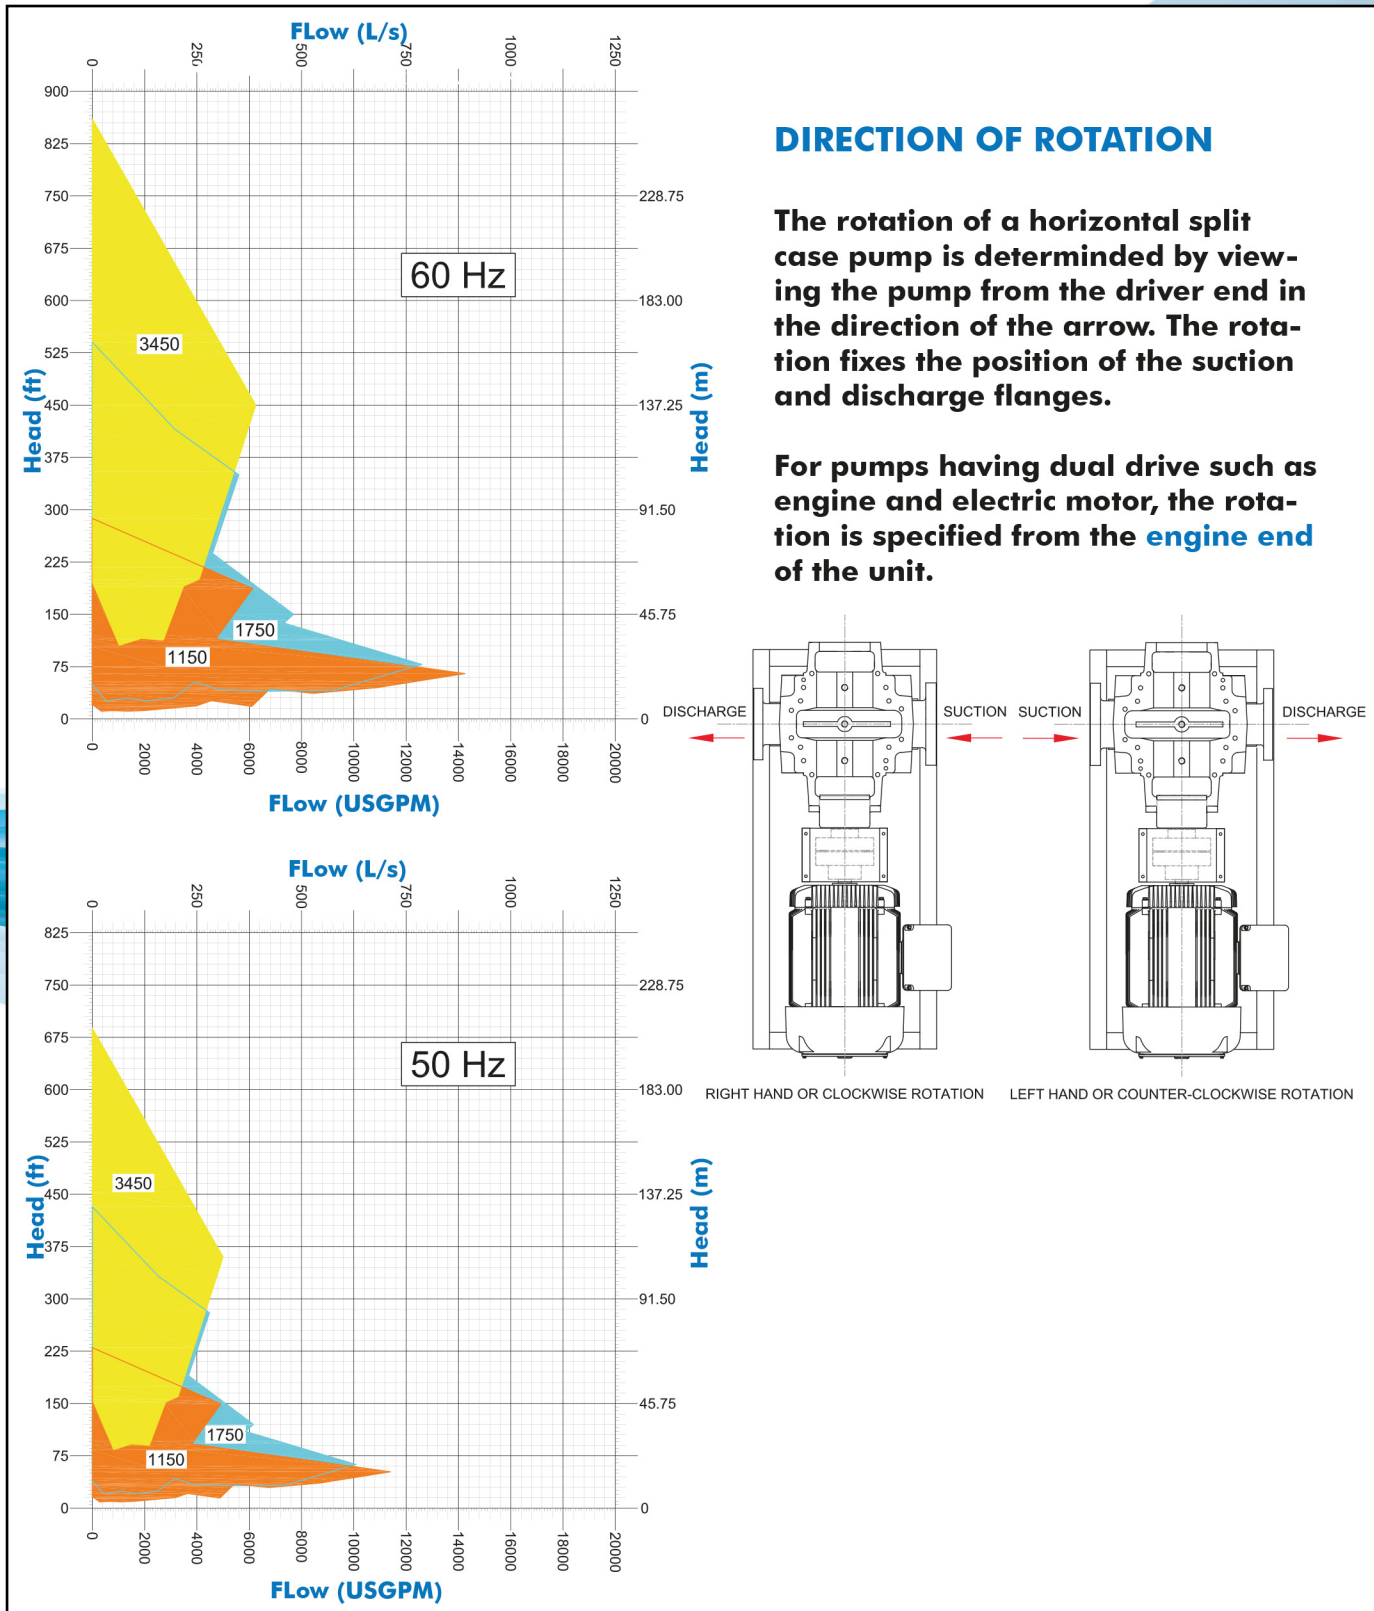 FLow (L/s)
0 250 500 750 1000 1250
900
825
750 228.75
675
600 183.00
525
450 137.25
375
300 91.50
225
150 45.75
75
0 0
Head (ft)
Head (m)
60 Hz
3450
1750
1150
0 2000 4000 6000 8000 10000 12000 14000 16000 18000 20000
FLow (USGPM)
FLow (L/s)
0 250 500 750 1000 1250
825
750 228.75
675
600 183.00
525
450 137.25
375
300 91.50
225
150 45.75
75
0 0
Head (ft)
Head (m)
50 Hz
3450
1750
1150
0 2000 4000 6000 8000 10000 12000 14000 16000 18000 20000
FLow (USGPM)
DIRECTION OF ROTATION
The rotation of a horizontal split
case pump is determinded by view-
ing the pump from the driver end in
the direction of the arrow. The rota-
tion fixes the position of the suction
and discharge flanges.
For pumps having dual drive such as
engine and electric motor, the rota-
tion is specified from the engine end
of the unit.
DISCHARGE SUCTION SUCTION DISCHARGE
RIGHT HAND OR CLOCKWISE ROTATION LEFT HAND OR COUNTER-CLOCKWISE ROTATION